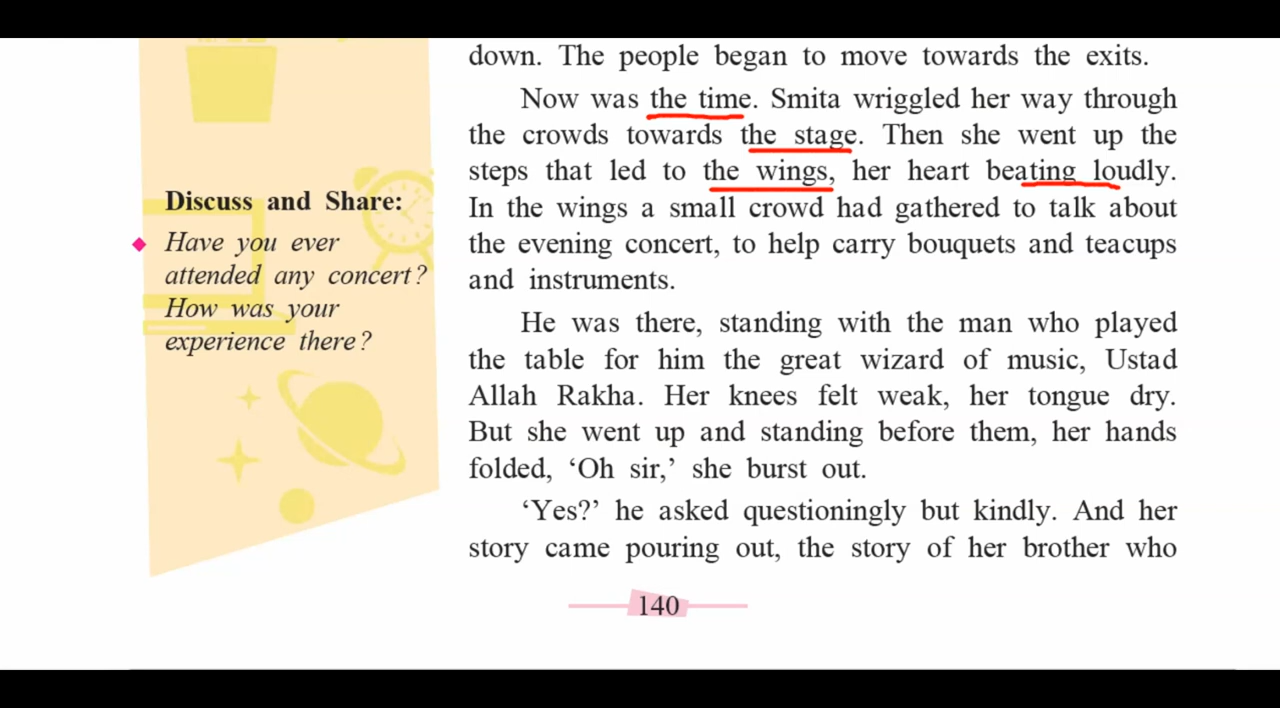 down. The people began to move towards the exits.
Now was the time. Smita wriggled her way through
the crowds towards the stage. Then she went up the
steps that led to the wings, her heart beating loudly.
In the wings a small crowd had gathered to talk about
the evening concert, to help carry bouquets and teacups
and instruments.
He was there, standing with the man who played
the table for him the great wizard of music, Ustad
Allah Rakha. Her knees felt weak, her tongue dry.
But she went up and standing before them, her hands
folded, ‘Oh sir,’ she burst out.
‘Yes?’ he asked questioningly but kindly. And her
story came pouring out, the story of her brother who
Discuss and Share:
Have you ever
attended any concert?
How was your
experience there?
140